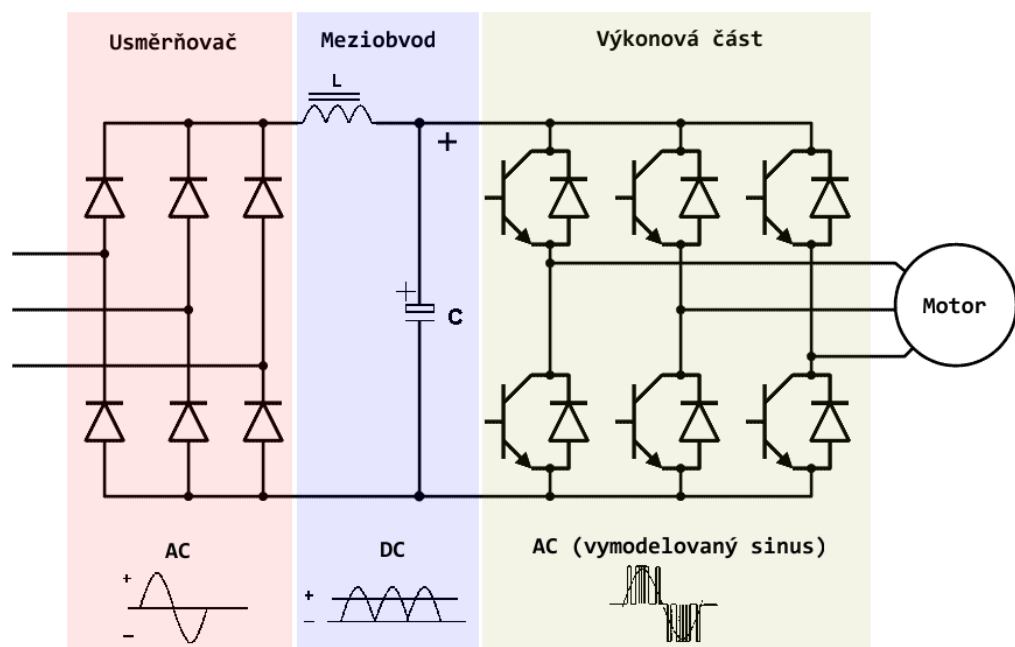 Usměrňovač
Meziobvod
Výkonová část
L
+
+
C
Motor
AC
DC
AC (vymodelovaný sinus)
+
–
+
–